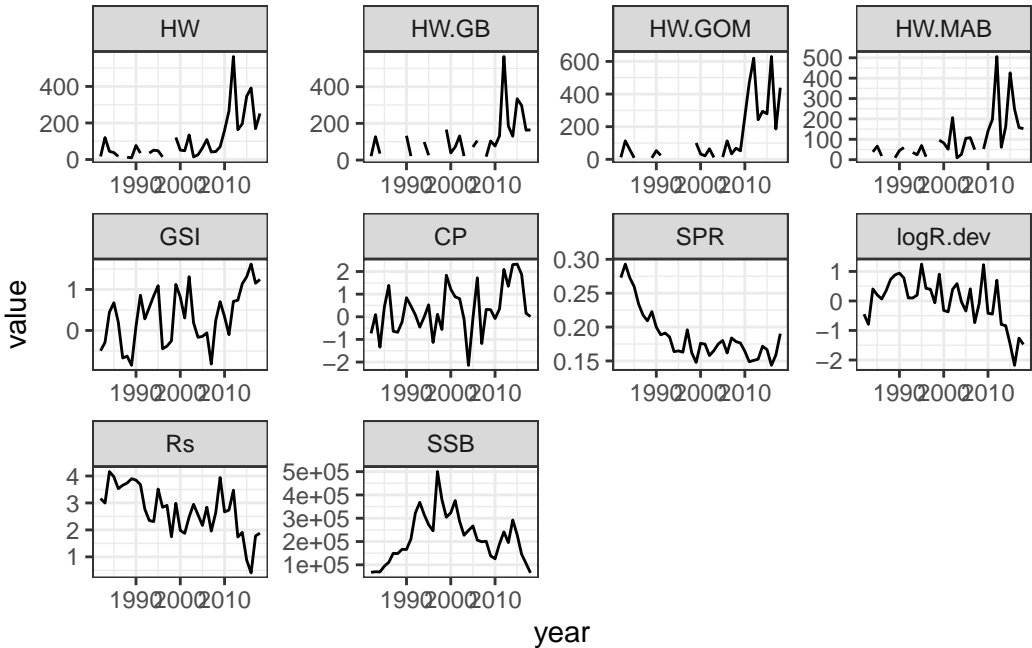 HW HW.GB HW.GOM HW.MAB
400 200 0
400 200 0
600 400 200 0
500 400 300 200 100 0
1990 2000 2010 1990 2000 2010 1990 2000 2010 1990 2000 2010
GSI CP SPR logR.dev
1 0
2 1 0 −1 −2
0.30 0.25 0.20 0.15
1 0 −1 −2
1990 2000 2010 1990 2000 2010 1990 2000 2010 1990 2000 2010
value
Rs SSB
4 3 2 1
5e+05 4e+05 3e+05 2e+05 1e+05
1990 2000 2010 1990 2000 2010
year